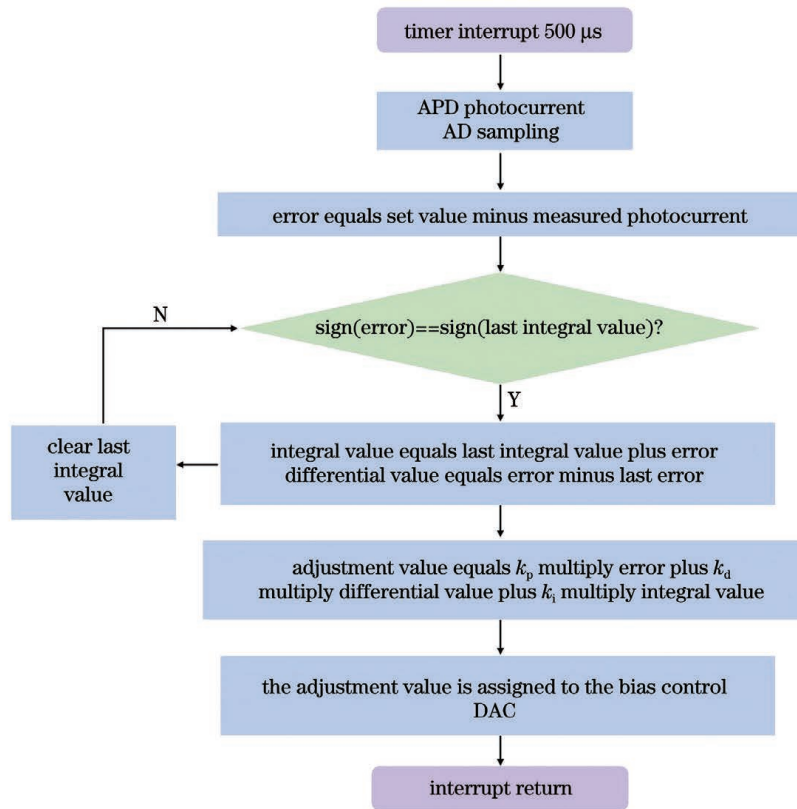 timer interrupt 500 μs
APD photocurrent
AD sampling
error equals set value minus measured photocurrent
N
sign(error)==sign(last integral value)?
Y
clear last
integral
value
integral value equals last integral value plus error
differential value equals error minus last error
adjustment value equals kp multiply error plus kd
multiply differential value plus ki multiply integral value
the adjustment value is assigned to the bias control
DAC
interrupt return